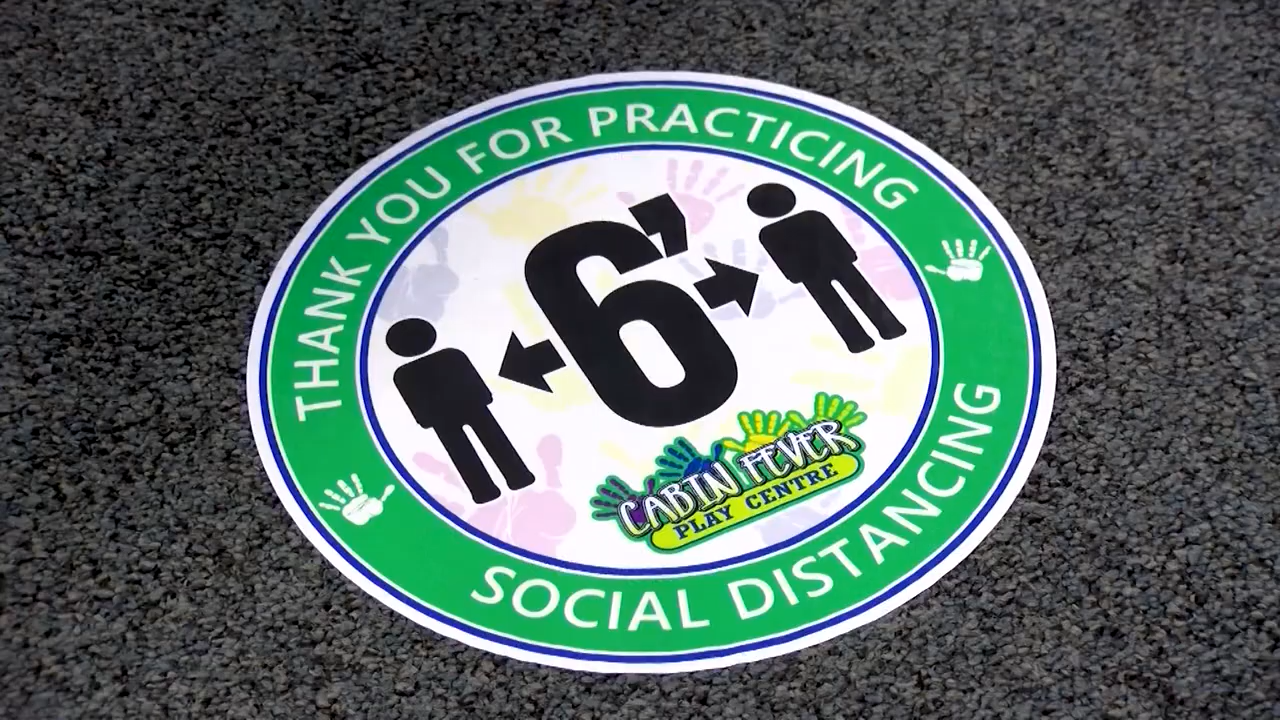 THANK YOU FOR PRACTICING
6'
CABIN FEVER
PLAY CENTRE
SOCIAL DISTANCING